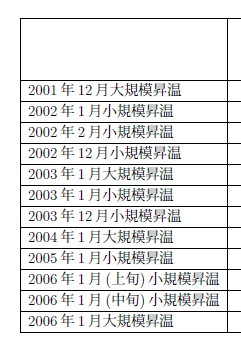 2001 年 12 月大規模昇温
2002 年 1 月小規模昇温
2002 年 2 月小規模昇温
2002 年 12 月小規模昇温
2003 年 1 月大規模昇温
2003 年 1 月小規模昇温
2003 年 12 月小規模昇温
2004 年 1 月大規模昇温
2005 年 1 月小規模昇温
2006 年 1 月 (上旬) 小規模昇温
2006 年 1 月 (中旬) 小規模昇温
2006 年 1 月大規模昇温